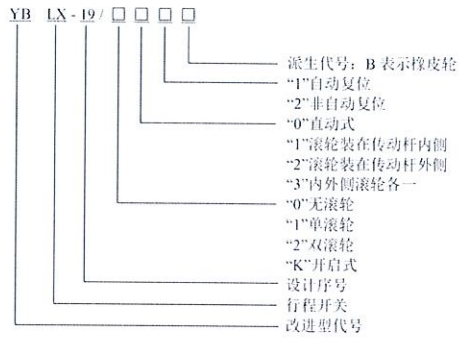 YB LX-19/□□□□
派生代号：B 表示橡皮轮
“1”自动复位
“2”非自动复位
“0”直动式
“1”滚轮装在传动杆内侧
“2”滚轮装在传动杆外侧
“3”内外侧滚轮各一
“0”无滚轮
“1”单滚轮
“2”双滚轮
“K”开启式
设计序号
行程开关
改进型代号